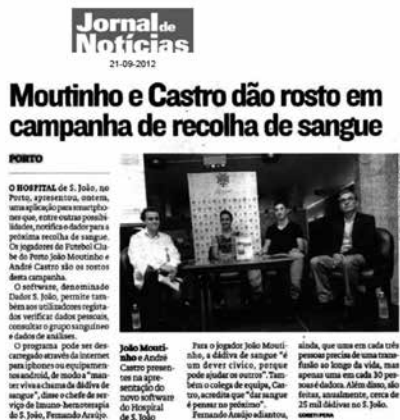 Jornal de
Notícias
21-09-2012
Moutinho e Castro dão rosto em
campanha de recolha de sangue
PORTO
O HOSPITAL de S. João, no
Porto, apresentou, ontem,
uma aplicação para smartpho-
nes que, entre outras possibi-
lidades, notifica o dador para a
próxima recolha de sangue.
Os jogadores do Futebol Clu-
be do Porto João Moutinho e
André Castro são os rostos
desta campanha.
O software, denominado
Dador S. João, permite tam-
bém aos utilizadores regista-
dos verificar dados pessoais,
consultar o grupo sanguíneo
e dados de análises.
O programa pode ser des-
carregado através da internet
para iphones ou equipamen-
tos android, de modo a "man-
ter viva a chama da dádiva de
sangue", disse o chefe de ser-
viço de Imuno-hemoterapia
do S. João, Fernando Araújo.
João Mouti-
nho e André
Castro presen-
tes na apre-
sentação do
novo software
do Hospital
de S. João
Para o jogador João Mouti-
nho, a dádiva de sangue "é
um dever cívico, porque
pode ajudar os outros". Tam-
bém o colega de equipa, Cas-
tro, acredita que "dar sangue
é pensar no próximo".
Fernando Araújo adiantou,
ainda, que uma em cada três
pessoas precisa de uma trans-
fusão ao longo da vida, mas
apenas uma em cada 30 pes-
soas é dadora. Além disso, são
feitas, anualmente, cerca de
25 mil dádivas no S. João.